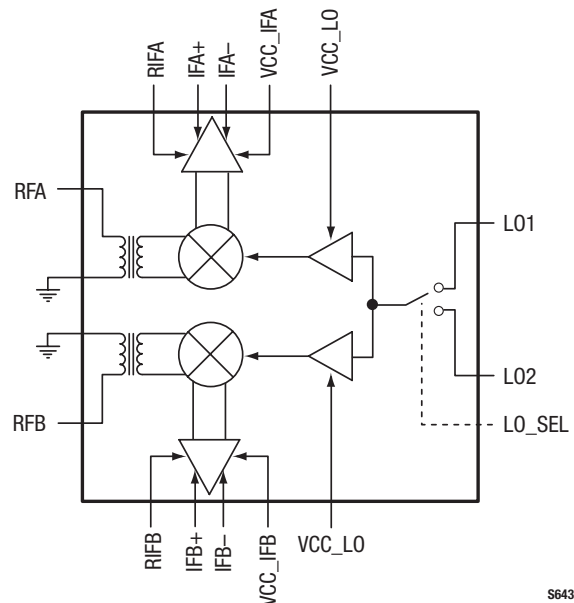 RIFA
IFA+
IFA–
VCC_IFA
VCC_LO
RFA
LO1
LO2
RFB
LO_SEL
RIFB
IFB+
IFB–
VCC_IFB
VCC_LO
S643